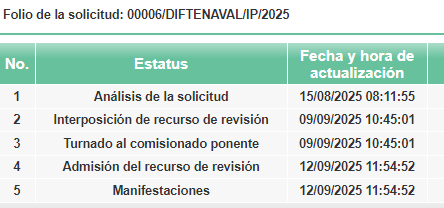 Folio de la solicitud: 00006/DIFTENAVAL/IP/2025
No. Estatus Fecha y hora de actualización
1 Análisis de la solicitud 15/08/2025 08:11:55
2 Interposición de recurso de revisión 09/09/2025 10:45:01
3 Turnado al comisionado ponente 09/09/2025 10:45:01
4 Admisión del recurso de revisión 12/09/2025 11:54:52
5 Manifestaciones 12/09/2025 11:54:52